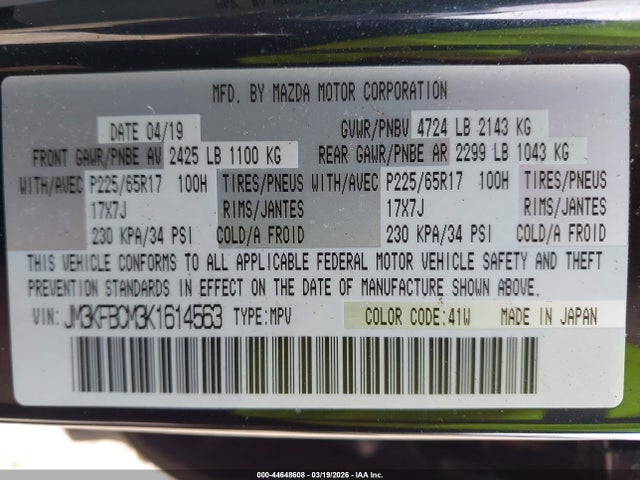 MFD. BY MAZDA MOTOR CORPORATION
DATE 04/19 GVWR/PNBV 4724 LB 2143 KG
FRONT GAWR/PNBE AV 2425 LB 1100 KG REAR GAWR/PNBE AR 2299 LB 1043 KG
WITH/AVEC P225/65R17 100H TIRES/PNEUS WITH/AVEC P225/65R17 100H TIRES/PNEUS
17X7J RIMS/JANTES 17X7J RIMS/JANTES
230 KPA/34 PSI COLD/A FROID 230 KPA/34 PSI COLD/A FROID
THIS VEHICLE CONFORMS TO ALL APPLICABLE FEDERAL MOTOR VEHICLE SAFETY AND THEFT
PREVENTION STANDARDS IN EFFECT ON THE DATE OF MANUFACTURE SHOWN ABOVE.
VIN: JM3KFBCM3K1614563 TYPE:MPV COLOR CODE:41W MADE IN JAPAN
000-44648608 - 03/19/2026 - IAA Inc.